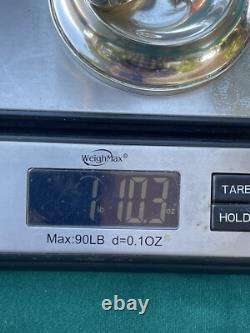 WeighMax®
1 lb 10.3 oz
TARE
HOLD
Max:90LB d=0.1OZ